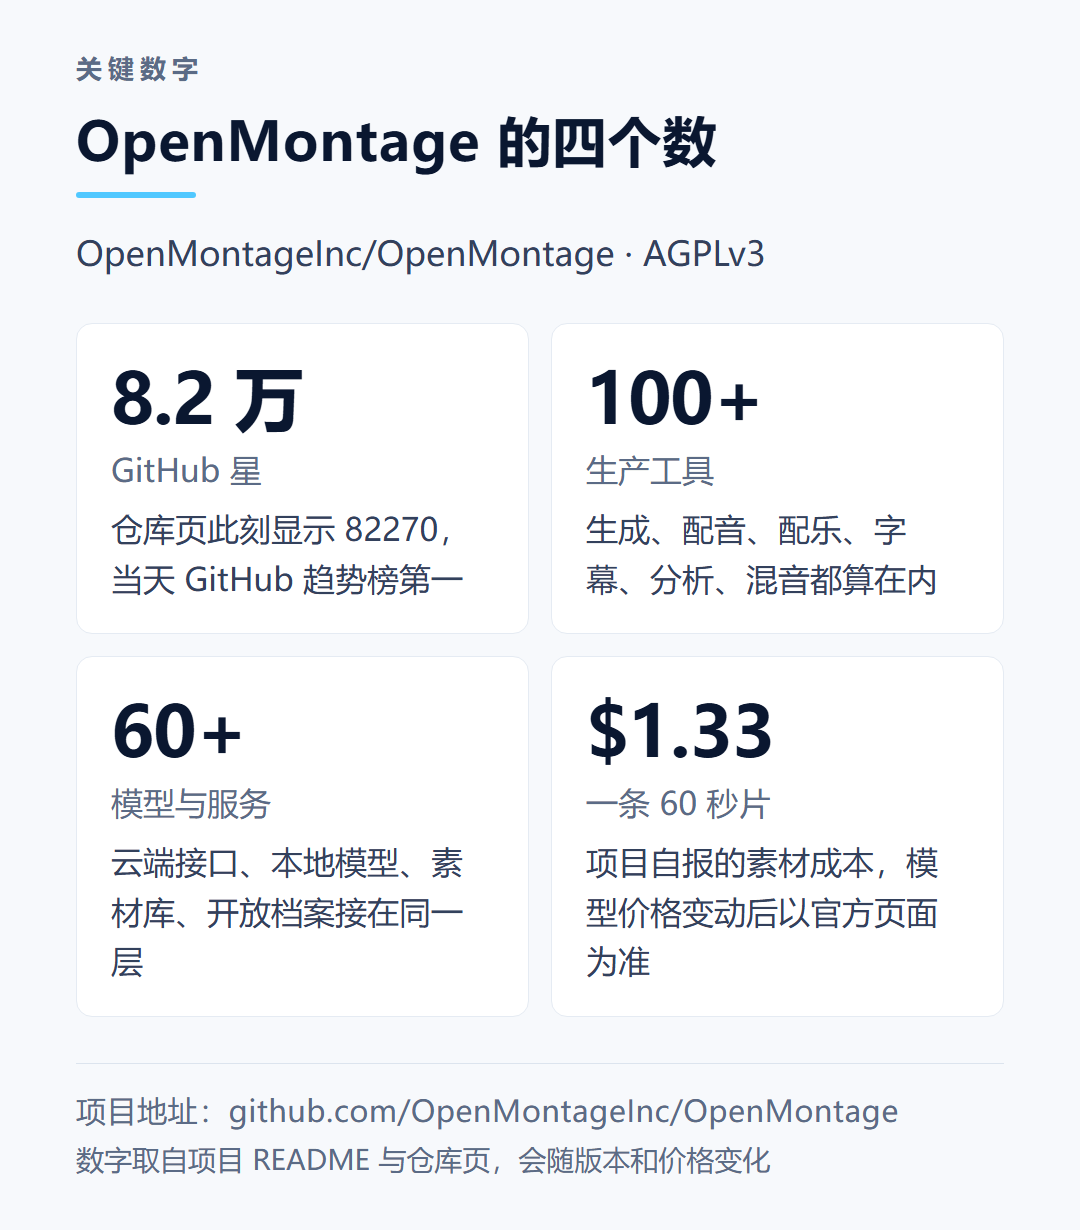 关键数字
OpenMontage 的四个数
OpenMontageInc/OpenMontage · AGPLv3
8.2 万
GitHub 星
仓库页此刻显示 82270，
当天 GitHub 趋势榜第一
100+
生产工具
生成、配音、配乐、字
幕、分析、混音都算在内
60+
模型与服务
云端接口、本地模型、素
材库、开放档案接在同一
层
$1.33
一条 60 秒片
项目自报的素材成本，模
型价格变动后以官方页面
为准
项目地址：github.com/OpenMontageInc/OpenMontage
数字取自项目 README 与仓库页，会随版本和价格变化